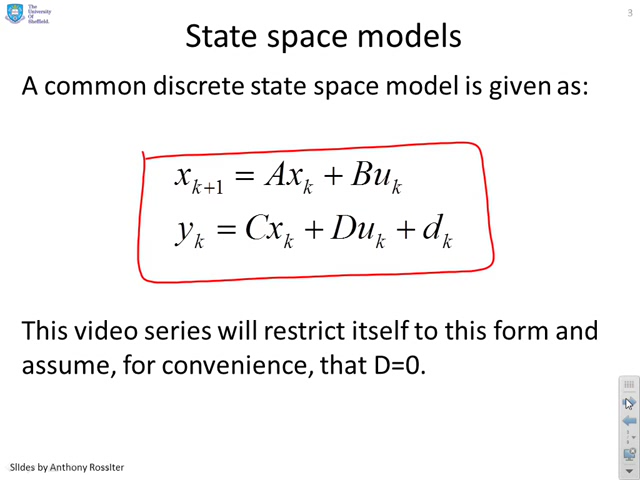 The
University
Of
Sheffield.
3
State space models
A common discrete state space model is given as:
x_{k+1} = Ax_k + Bu_k
y_k = Cx_k + Du_k + d_k
This video series will restrict itself to this form and
assume, for convenience, that D=0.
Slides by Anthony Rossiter